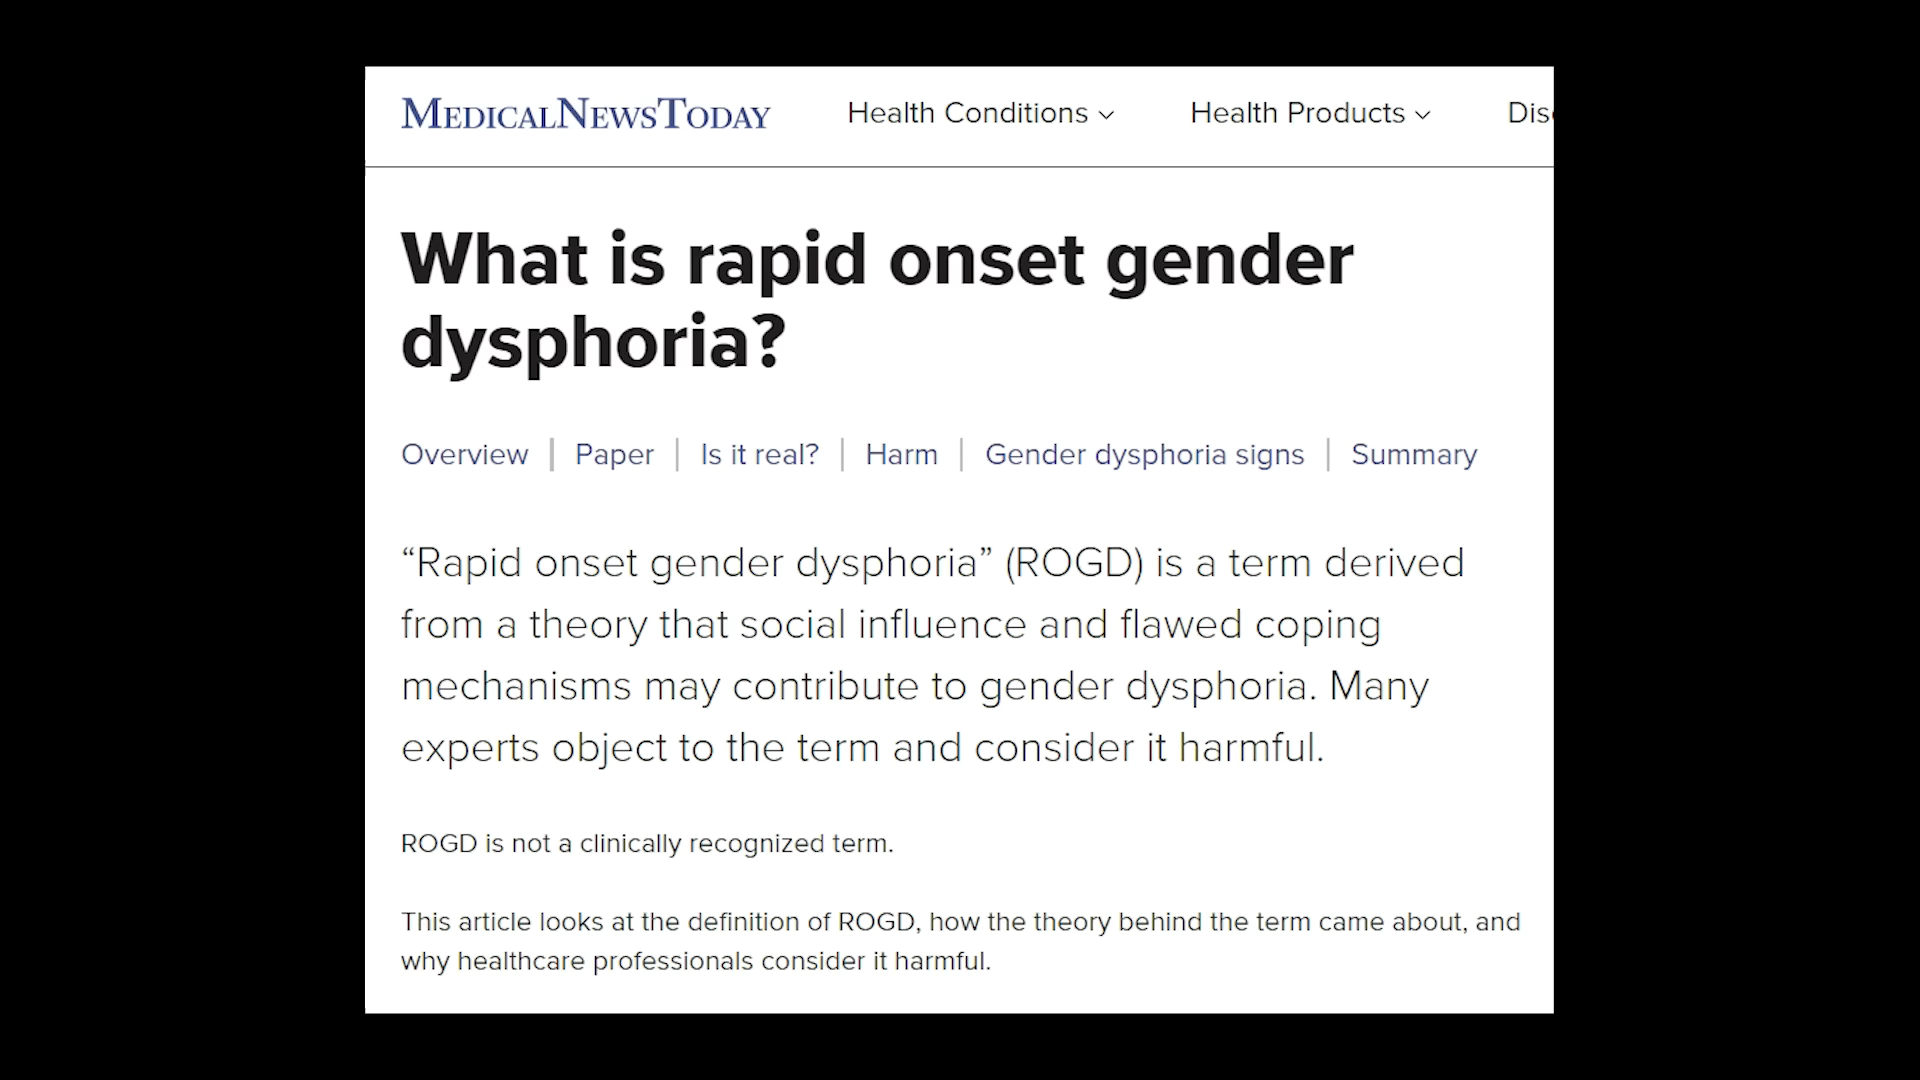 MEDICALNEWSTODAY Health Conditions Health Products Disc
What is rapid onset gender
dysphoria?
Overview | Paper | Is it real? | Harm | Gender dysphoria signs | Summary
“Rapid onset gender dysphoria” (ROGD) is a term derived
from a theory that social influence and flawed coping
mechanisms may contribute to gender dysphoria. Many
experts object to the term and consider it harmful.
ROGD is not a clinically recognized term.
This article looks at the definition of ROGD, how the theory behind the term came about, and
why healthcare professionals consider it harmful.